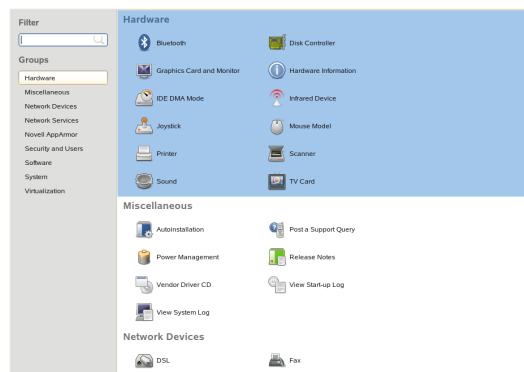 Filter
Groups
Hardware
Miscellaneous
Network Devices
Network Services
Novell AppArmor
Security and Users
Software
System
Virtualization
Hardware
Bluetooth
Disk Controller
Graphics Card and Monitor
Hardware Information
IDE DMA Mode
Infrared Device
Joystick
Mouse Model
Printer
Scanner
Sound
TV Card
Miscellaneous
Autoinstallation
Post a Support Query
Power Management
Release Notes
Vendor Driver CD
View Start-up Log
View System Log
Network Devices
DSL
Fax